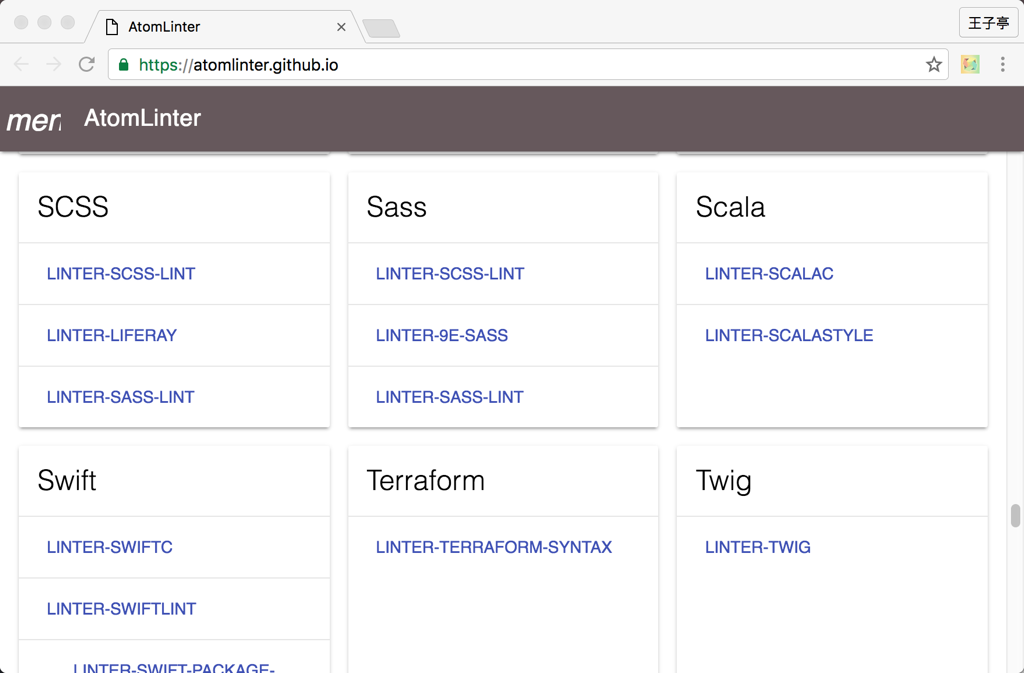 AtomLinter
王子亭
https://atomlinter.github.io
men AtomLinter
SCSS
LINTER-SCSS-LINT
LINTER-LIFERAY
LINTER-SASS-LINT
Sass
LINTER-SCSS-LINT
LINTER-9E-SASS
LINTER-SASS-LINT
Scala
LINTER-SCALAC
LINTER-SCALASTYLE
Swift
LINTER-SWIFTC
LINTER-SWIFTLINT
LINTER-SWIFT-PACKAGE-
Terraform
LINTER-TERRAFORM-SYNTAX
Twig
LINTER-TWIG